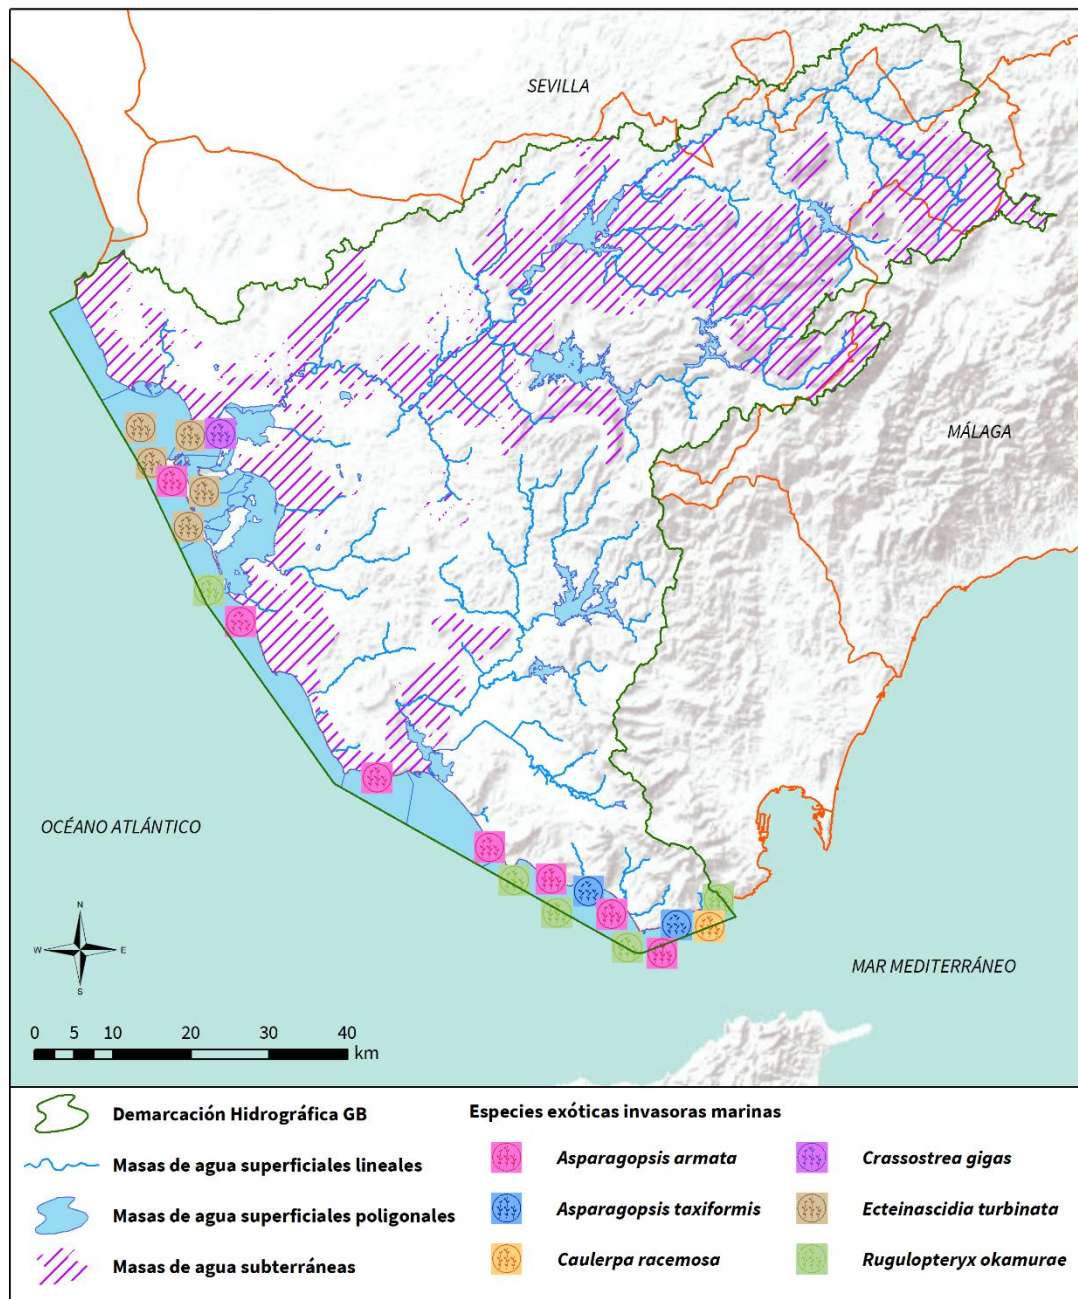 SEVILLA
MÁLAGA
OCÉANO ATLÁNTICO
MAR MEDITERRÁNEO
N
W E
S
0 5 10 20 30 40
km
Demarcación Hidrográfica GB
Masas de agua superficiales lineales
Masas de agua superficiales poligonales
Masas de agua subterráneas
Especies exóticas invasoras marinas
Asparagopsis armata
Asparagopsis taxiformis
Caulerpa racemosa
Crassostrea gigas
Ecteinascidia turbinata
Rugulopteryx okamurae